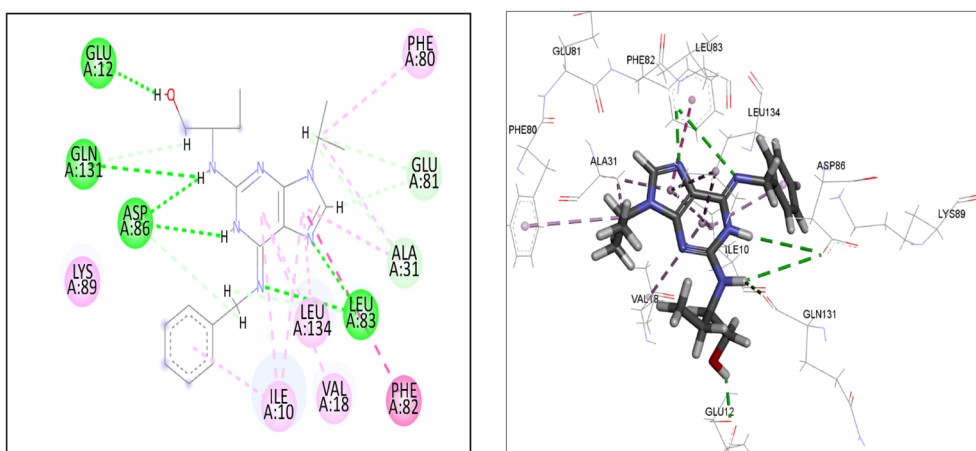 GLU
A:12
PHE
A:80
H
O
H
H
GLN
A:131
GLU
A:81
N
H
N
N
ASP
A:86
H
N
N
H
N
LYS
A:89
ALA
A:31
H
N
LEU
A:134
LEU
A:83
ILE
A:10
VAL
A:18
PHE
A:82
GLU81
LEU83
PHE82
PHE80
LEU134
ALA31
ASP86
LYS89
ILE10
VAL18
GLN131
GLU12